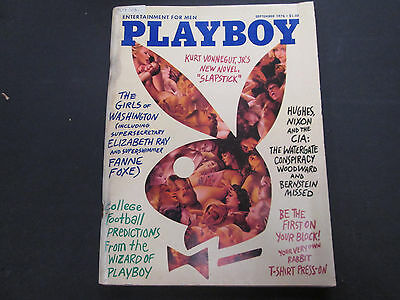 ENTERTAINMENT FOR MEN
SEPTEMBER 1976 • $1.50
PLAYBOY
KURT VONNEGUT, JR'S
NEW NOVEL,
"SLAPSTICK"
THE
GIRLS OF
WASHINGTON
(INCLUDING
SUPERSECRETARY
ELIZABETH RAY
AND SUPERSWIMMER
FANNE
FOXE)
COLLEGE
FOOTBALL
PREDICTIONS
FROM THE
WIZARD OF
PLAYBOY
HUGHES,
NIXON
AND THE
CIA:
THE WATERGATE
CONSPIRACY
WOODWARD
AND
BERNSTEIN
MISSED
BE THE
FIRST ON
YOUR BLOCK!
YOUR VERY OWN
RABBIT
T-SHIRT PRESS-ON